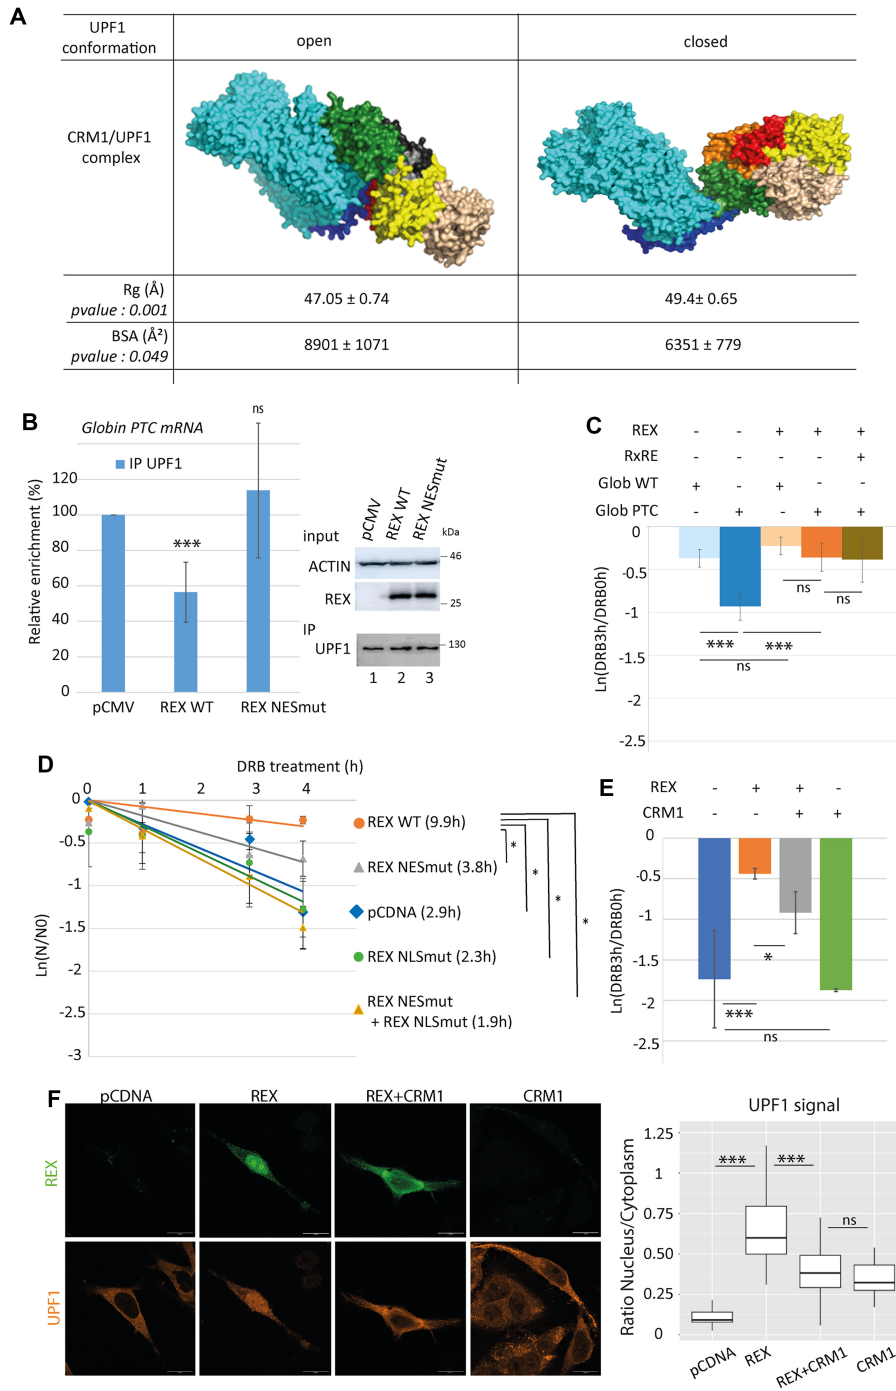 A
UPF1 conformation
open
closed
CRM1/UPF1 complex
Rg (Å)
pvalue : 0.001
47.05 ± 0.74
49.4± 0.65
BSA (Å²)
pvalue : 0.049
8901 ± 1071
6351 ± 779
B
Globin PTC mRNA
IP UPF1
Relative enrichment (%)
120
100
80
60
40
20
0
***
ns
pCMV
REX WT
REX NESmut
pCMV
REX WT
REX NESmut
input
kDa
ACTIN
46
REX
25
IP
UPF1
130
1 2 3
C
REX - - + + +
RxRE - - - - +
Glob WT + - + - -
Glob PTC - + - + +
0
-0.5
-1
-1.5
-2
-2.5
Ln(DRB3h/DRB0h)
ns
ns
***
***
ns
D
DRB treatment (h)
0 1 2 3 4
0
-0.5
-1
-1.5
-2
-2.5
-3
Ln(N/N0)
REX WT (9.9h)
REX NESmut (3.8h)
pCDNA (2.9h)
REX NLSmut (2.3h)
REX NESmut
+ REX NLSmut (1.9h)
*
*
*
*
E
REX - + + -
CRM1 - - + +
0
-0.5
-1
-1.5
-2
-2.5
Ln(DRB3h/DRB0h)
*
***
ns
F
pCDNA
REX
REX+CRM1
CRM1
REX
UPF1
UPF1 signal
Ratio Nucleus/Cytoplasm
1.25
1
0.75
0.50
0.25
0
***
***
ns
pCDNA
REX
REX+CRM1
CRM1